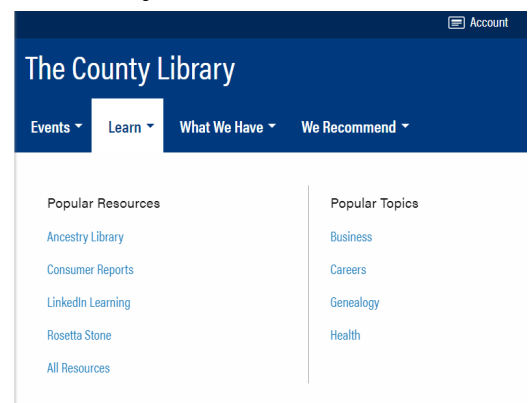 Account
The County Library
Events Learn What We Have We Recommend
Popular Resources
Ancestry Library
Consumer Reports
LinkedIn Learning
Rosetta Stone
All Resources
Popular Topics
Business
Careers
Genealogy
Health